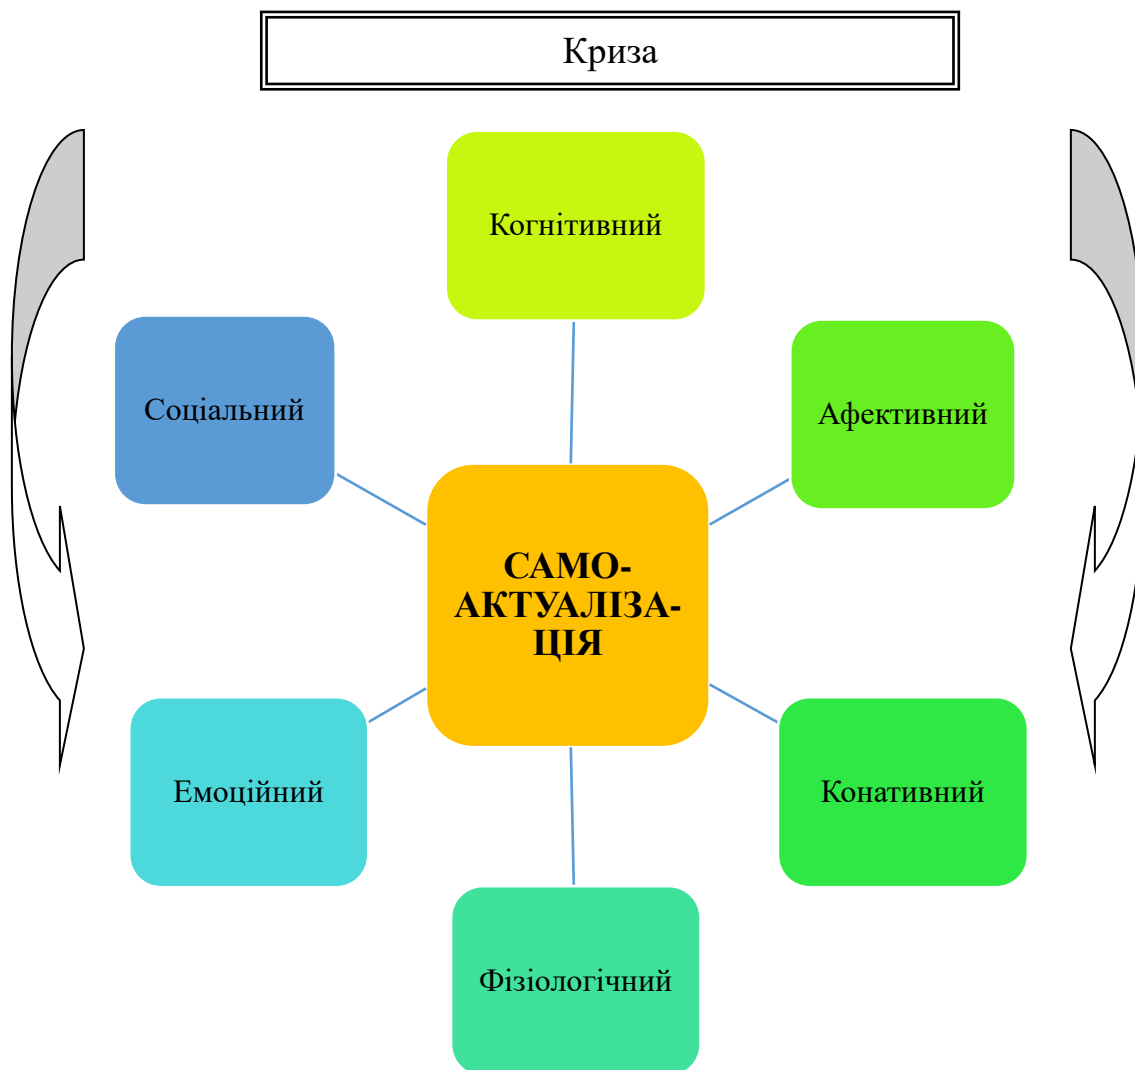 Криза
Когнітивний
Соціальний
Афективний
САМО-
АКТУАЛІЗА-
ЦІЯ
Емоційний
Конативний
Фізіологічний